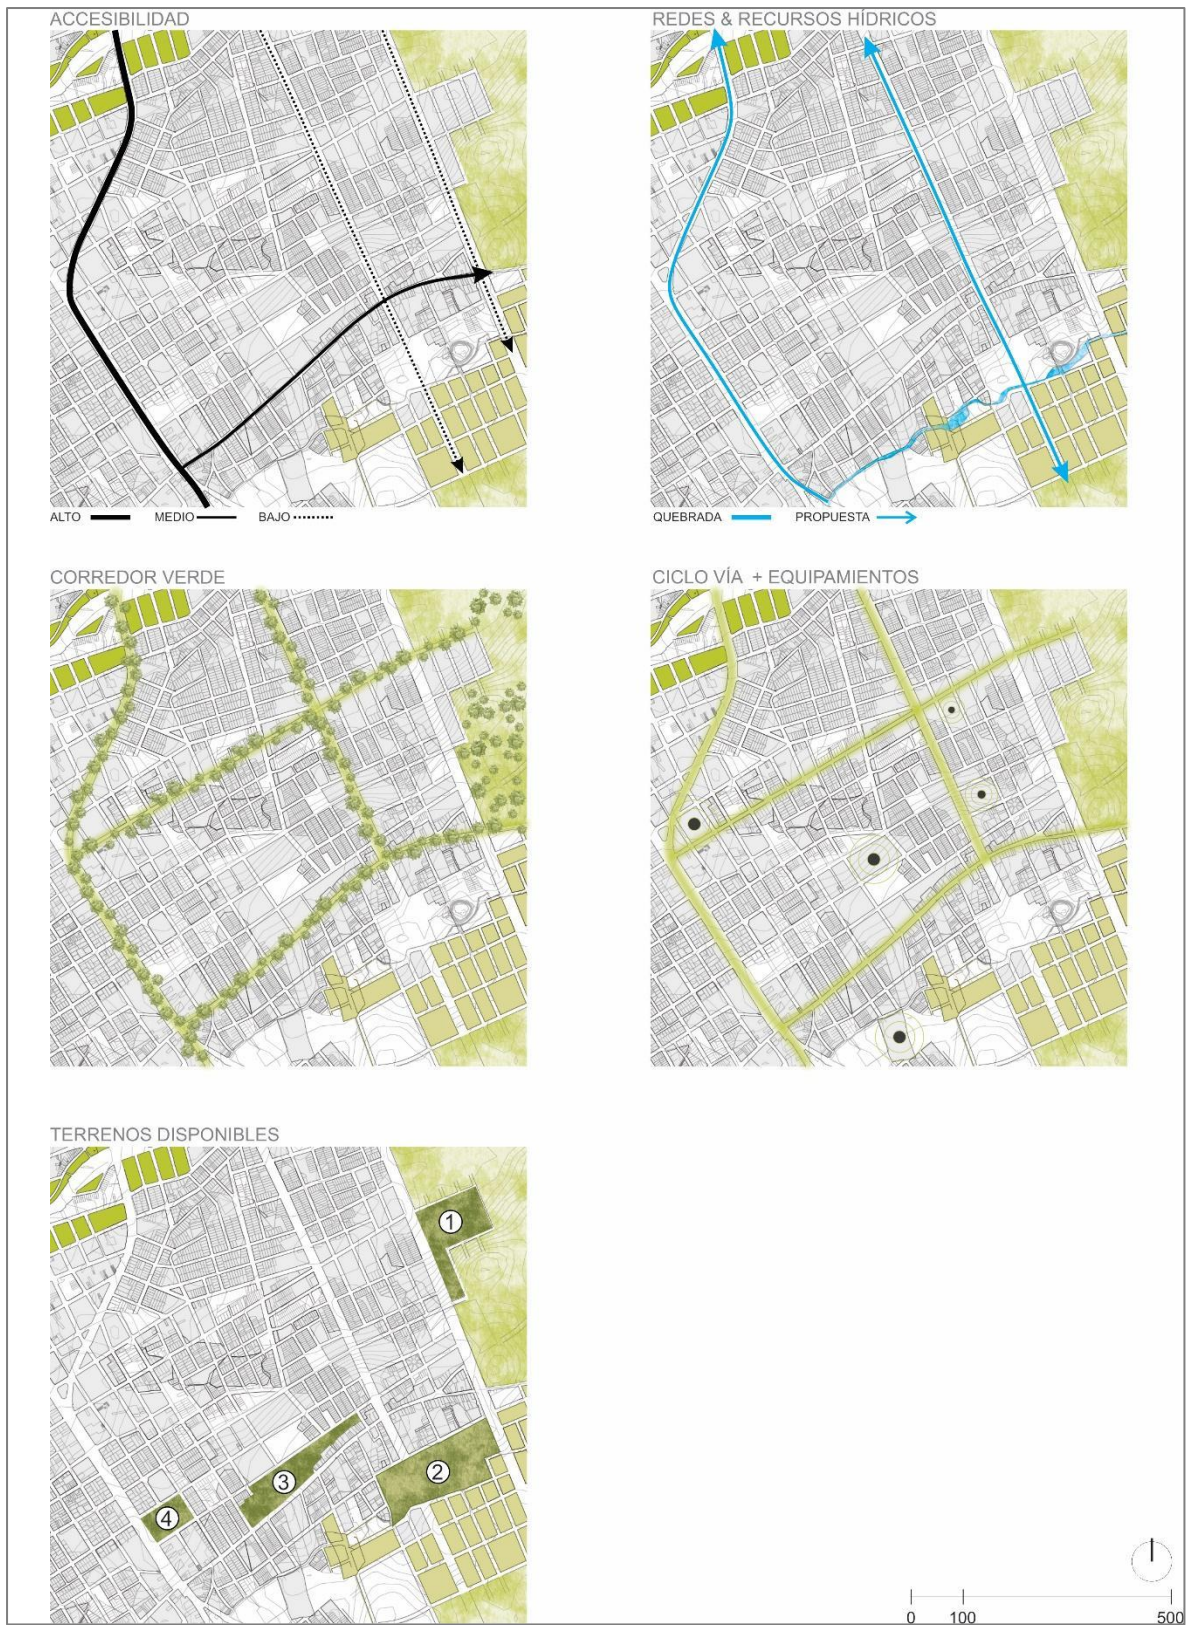 ACCESIBILIDAD
REDES & RECURSOS HÍDRICOS
ALTO MEDIO BAJO
QUEBRADA PROPUESTA
CORREDOR VERDE
CICLO VÍA + EQUIPAMIENTOS
TERRENOS DISPONIBLES
1
2
3
4
0 100 500